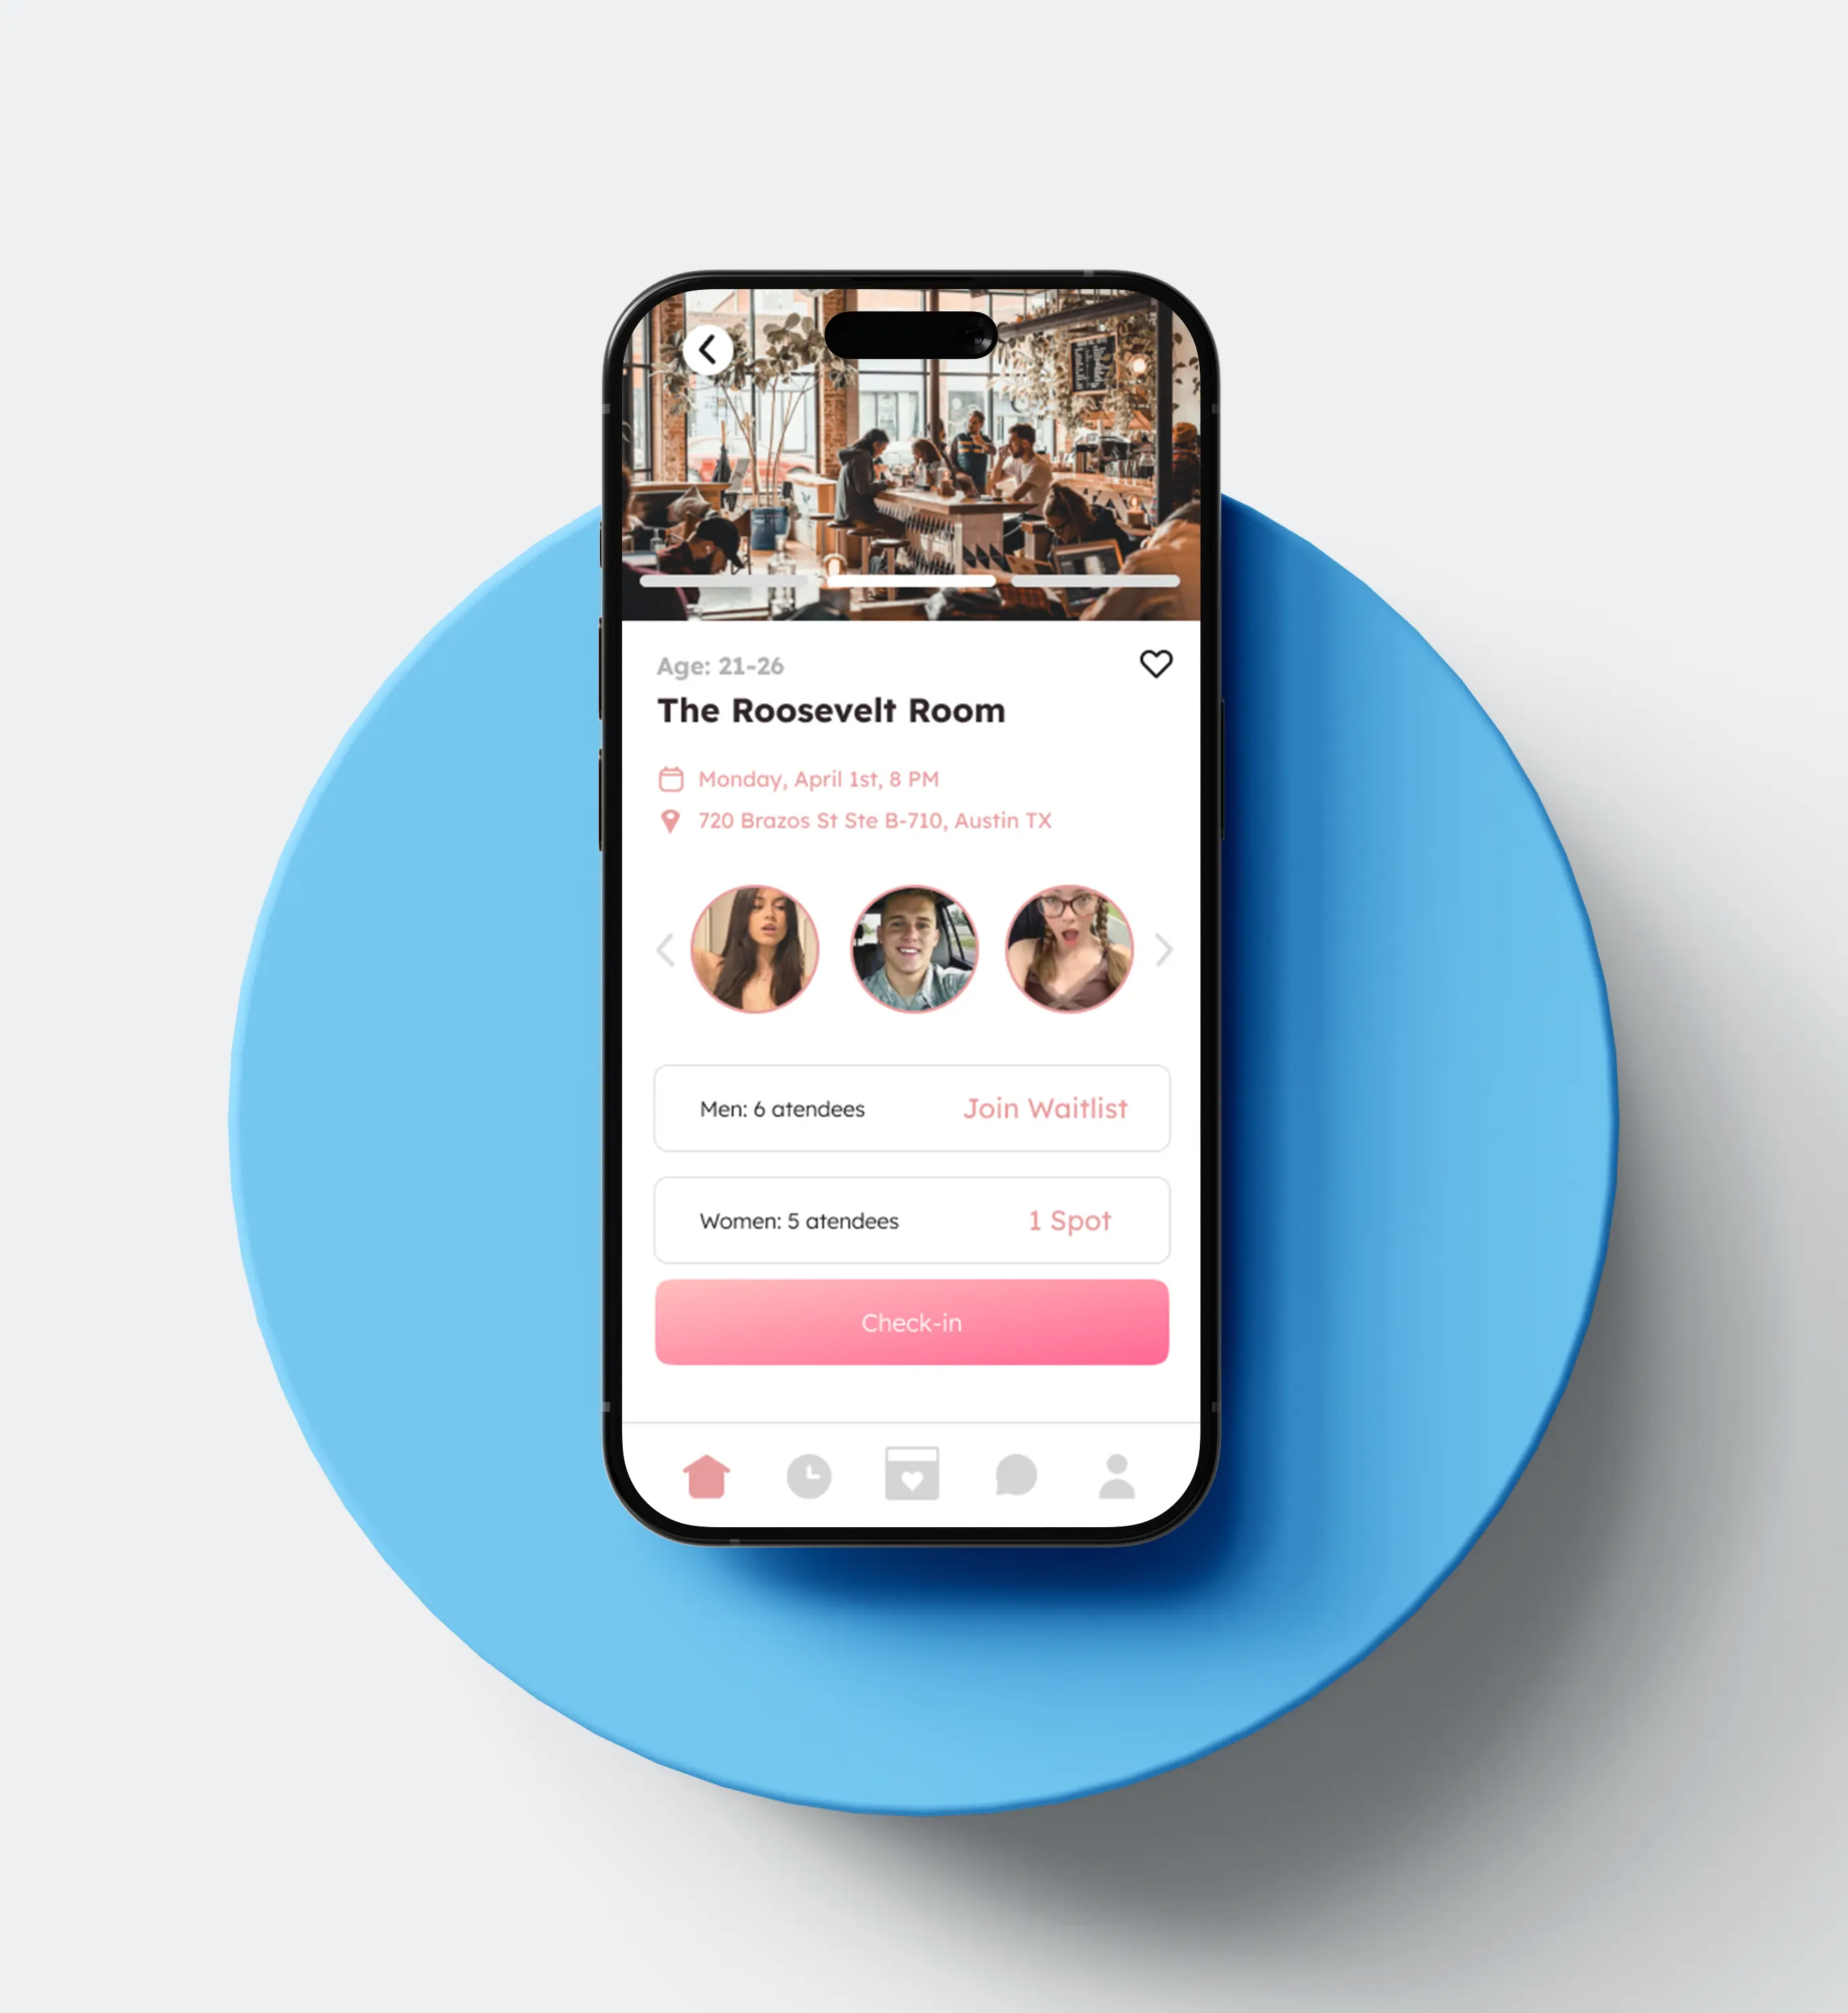 Age: 21-26
The Roosevelt Room
Monday, April 1st, 8 PM
720 Brazos St Ste B-710, Austin TX
Men: 6 atendees
Join Waitlist
Women: 5 atendees
1 Spot
Check-in